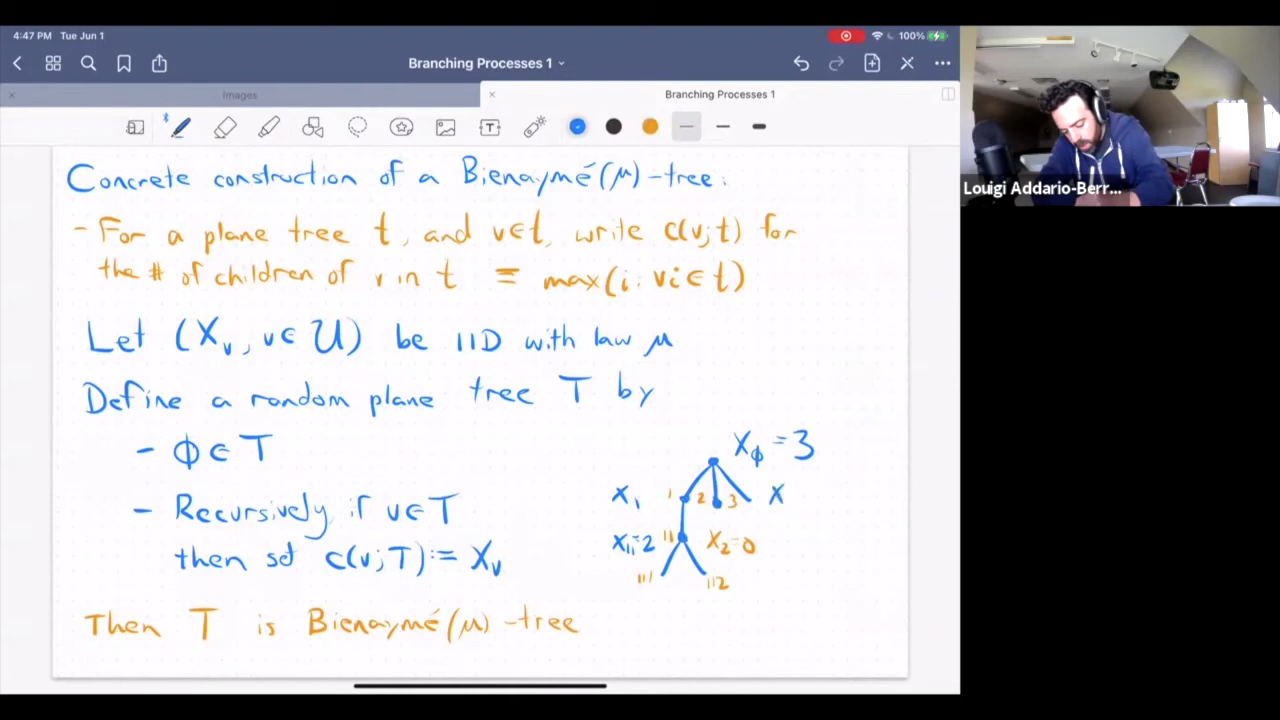 4:47 PM Tue Jun 1
100%
Branching Processes 1
Images
Branching Processes 1
Concrete construction of a Bienaymé(μ)-tree:
- For a plane tree t, and v∈t, write c(v;t) for
the # of children of v in t = max(i: vi∈t)
Let (X_v, v∈U) be IID with law μ
Define a random plane tree T by
- ϕ∈T
X_ϕ = 3
- Recursively, if v∈T
then set c(v;T) := X_v
X_1 1 2 3 X
X_11=2 11 X_2=0
111 112
Then T is Bienaymé(μ)-tree
Louigi Addario-Berr...